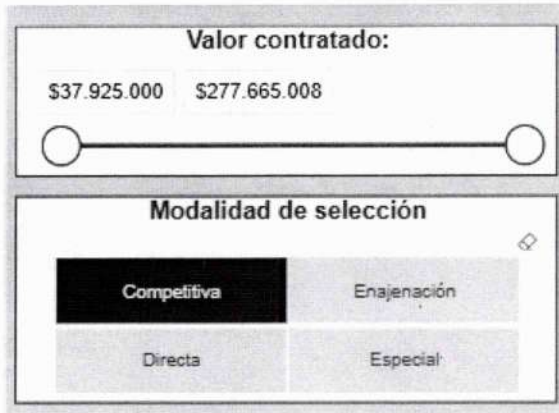 Valor contratado:
$37.925.000 $277.665.008
Modalidad de selección
Competitiva Enajenación
Directa Especial